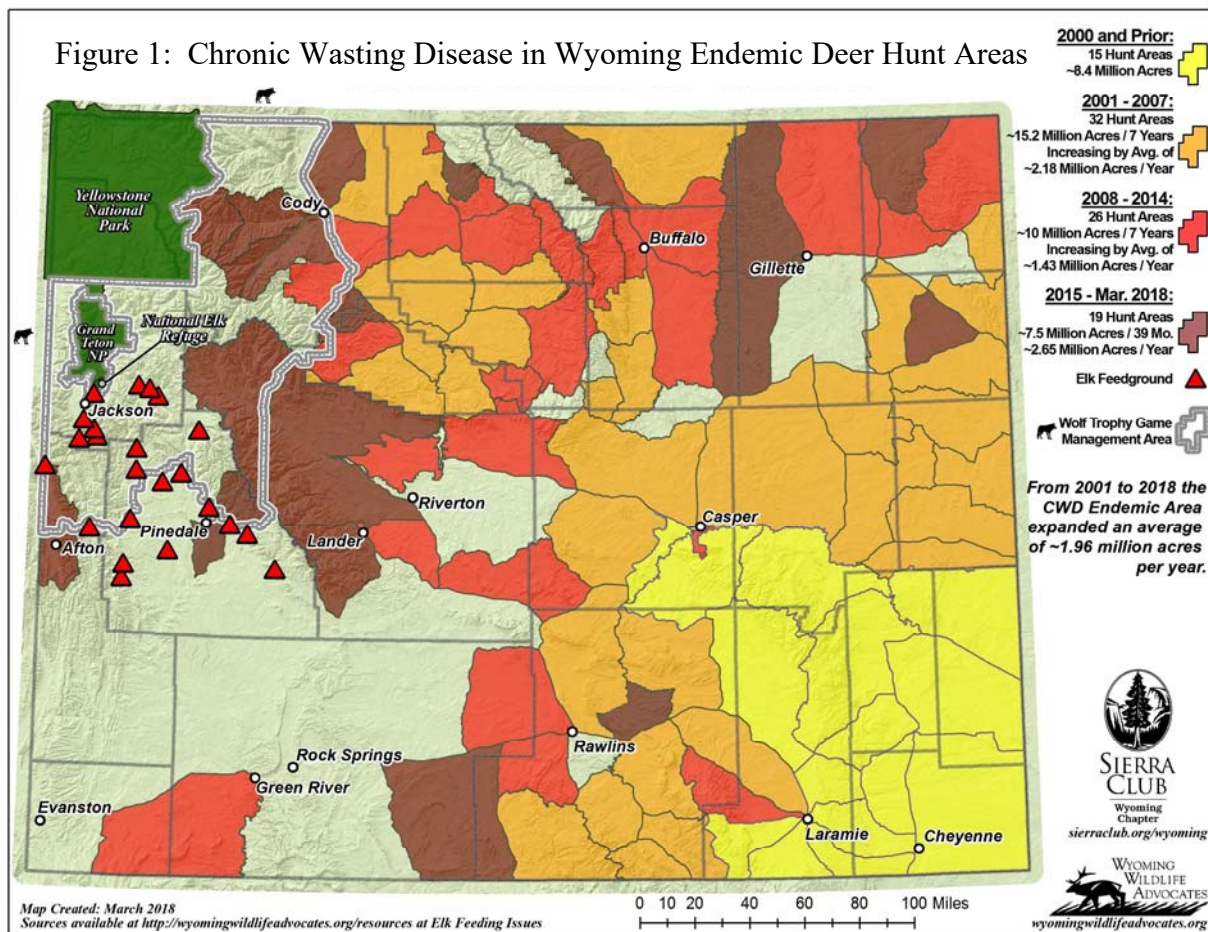 Figure 1:  Chronic Wasting Disease in Wyoming Endemic Deer Hunt Areas
2000 and Prior:
15 Hunt Areas
~8.4 Million Acres
2001 - 2007:
32 Hunt Areas
~15.2 Million Acres / 7 Years
Increasing by Avg. of
~2.18 Million Acres / Year
2008 - 2014:
26 Hunt Areas
~10 Million Acres / 7 Years
Increasing by Avg. of
~1.43 Million Acres / Year
2015 - Mar. 2018:
19 Hunt Areas
~7.5 Million Acres / 39 Mo.
~2.65 Million Acres / Year
Elk Feedground
Wolf Trophy Game
Management Area
From 2001 to 2018 the
CWD Endemic Area
expanded an average
of ~1.96 million acres
per year.
Yellowstone
National
Park
Cody
Buffalo
Gillette
National Elk
Refuge
Grand
Teton
NP
Jackson
Riverton
Pinedale
Lander
Casper
Afton
Rawlins
Rock Springs
Green River
Evanston
Laramie
Cheyenne
SIERRA
CLUB
Wyoming
Chapter
sierraclub.org/wyoming
WYOMING
WILDLIFE
ADVOCATES
wyomingwildlifeadvocates.org
Map Created: March 2018
Sources available at http://wyomingwildlifeadvocates.org/resources at Elk Feeding Issues
0 20 40 60 80 100 Miles